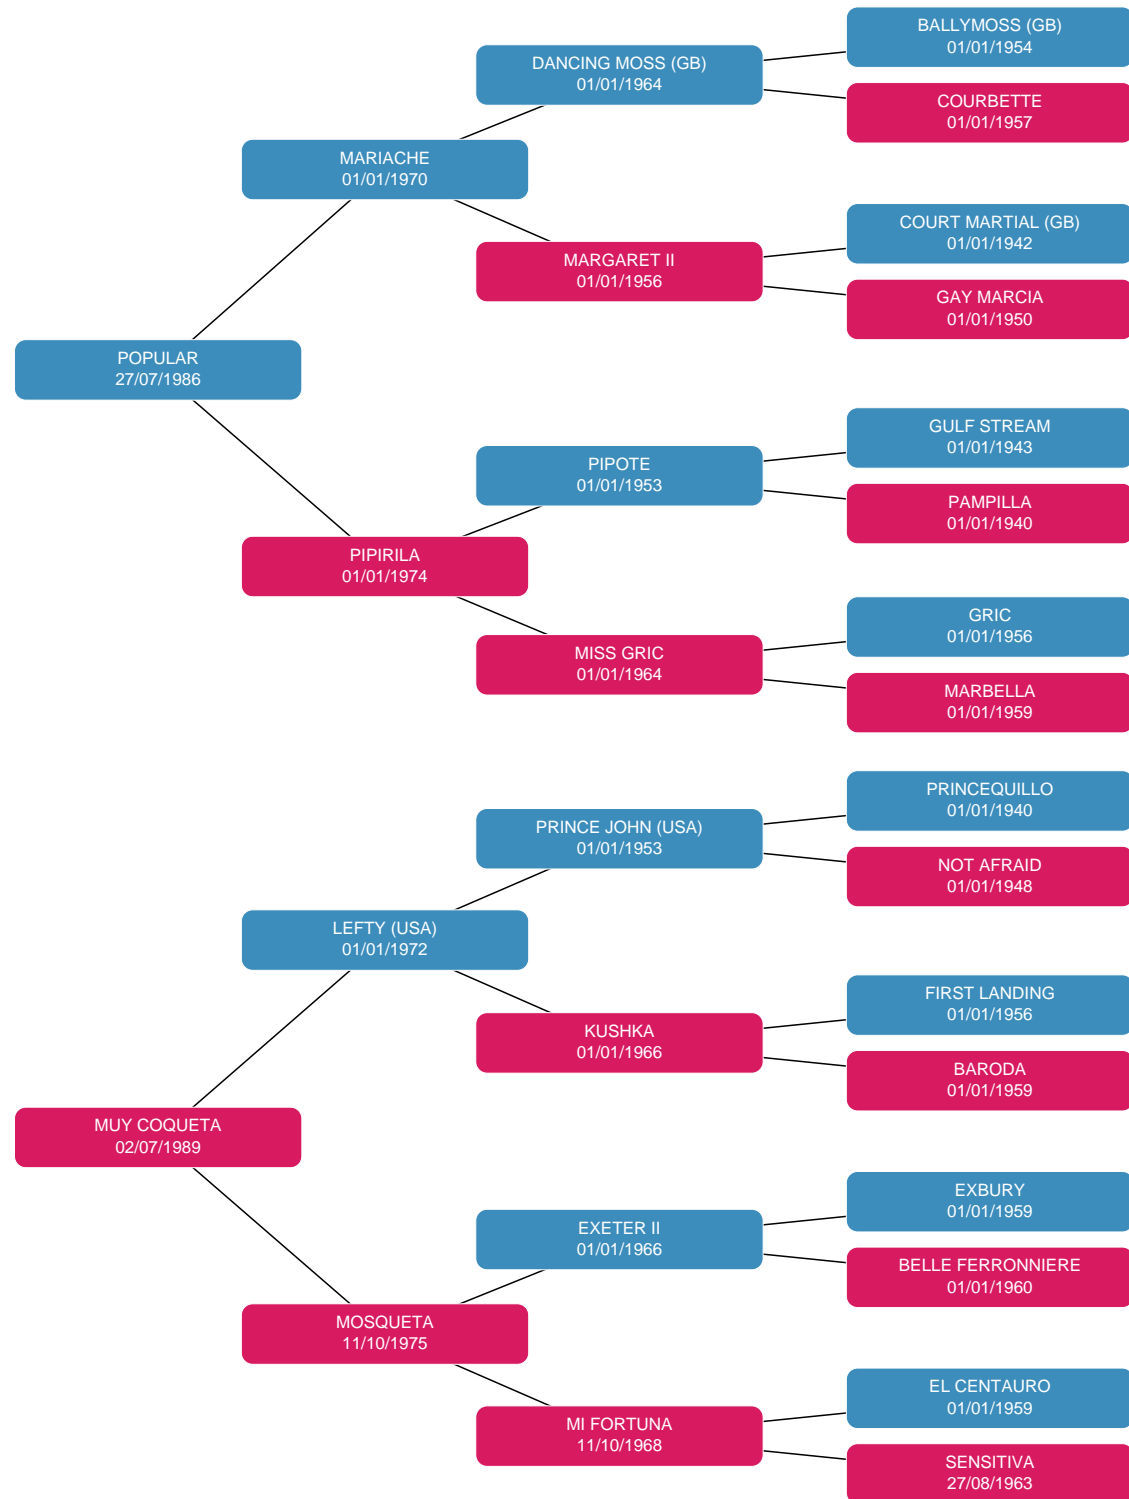 BALLYMOSS (GB)
01/01/1954
DANCING MOSS (GB)
01/01/1964
COURBETTE
01/01/1957
MARIACHE
01/01/1970
COURT MARTIAL (GB)
01/01/1942
MARGARET II
01/01/1956
GAY MARCIA
01/01/1950
POPULAR
27/07/1986
GULF STREAM
01/01/1943
PIPOTE
01/01/1953
PAMPILLA
01/01/1940
PIPIRILA
01/01/1974
GRIC
01/01/1956
MISS GRIC
01/01/1964
MARBELLA
01/01/1959
PRINCEQUILLO
01/01/1940
PRINCE JOHN (USA)
01/01/1953
NOT AFRAID
01/01/1948
LEFTY (USA)
01/01/1972
FIRST LANDING
01/01/1956
KUSHKA
01/01/1966
BARODA
01/01/1959
MUY COQUETA
02/07/1989
EXBURY
01/01/1959
EXETER II
01/01/1966
BELLE FERRONNIERE
01/01/1960
MOSQUETA
11/10/1975
EL CENTAURO
01/01/1959
MI FORTUNA
11/10/1968
SENSITIVA
27/08/1963